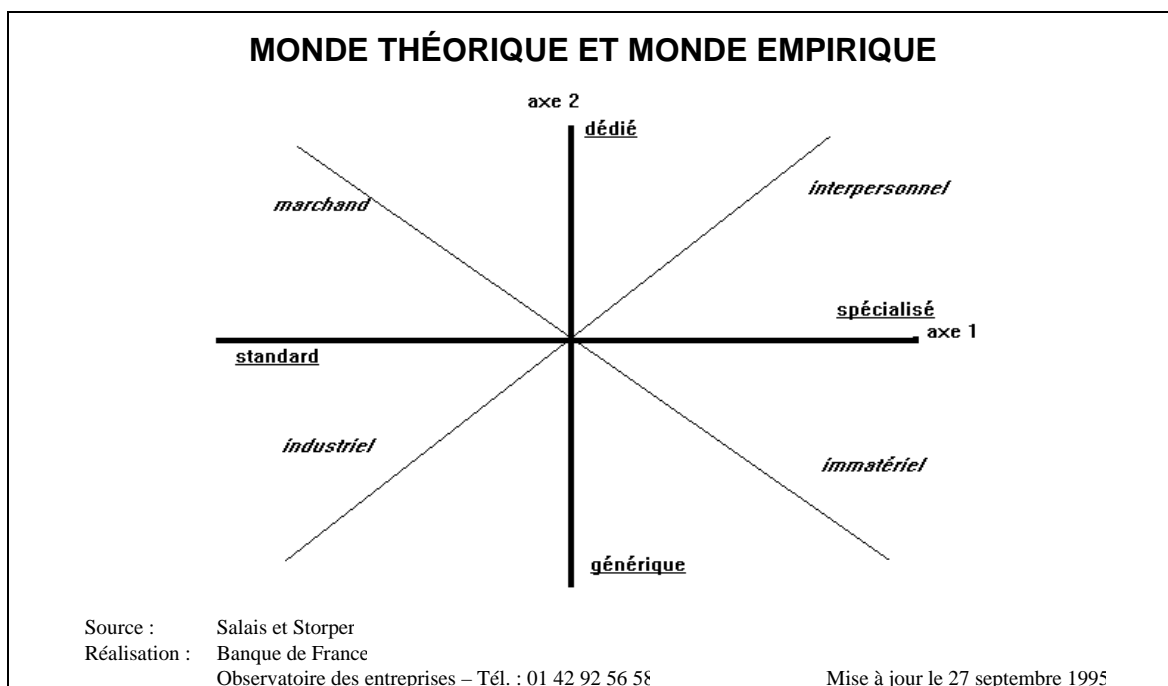 MONDE THÉORIQUE ET MONDE EMPIRIQUE
axe 2
dédié
marchand
interpersonnel
spécialisé
axe 1
standard
industriel
immatériel
générique
Source : Salais et Storper
Réalisation : Banque de France
Observatoire des entreprises – Tél. : 01 42 92 56 58 Mise à jour le 27 septembre 1995